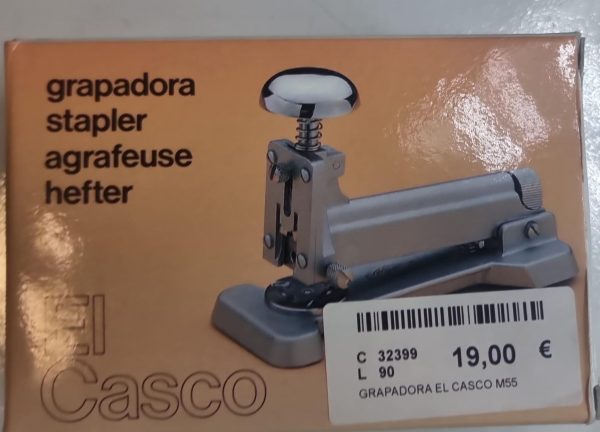 grapadora
stapler
agrafeuse
hefter
El
Casco
C 32399
L 90
19,00 €
GRAPADORA EL CASCO M55